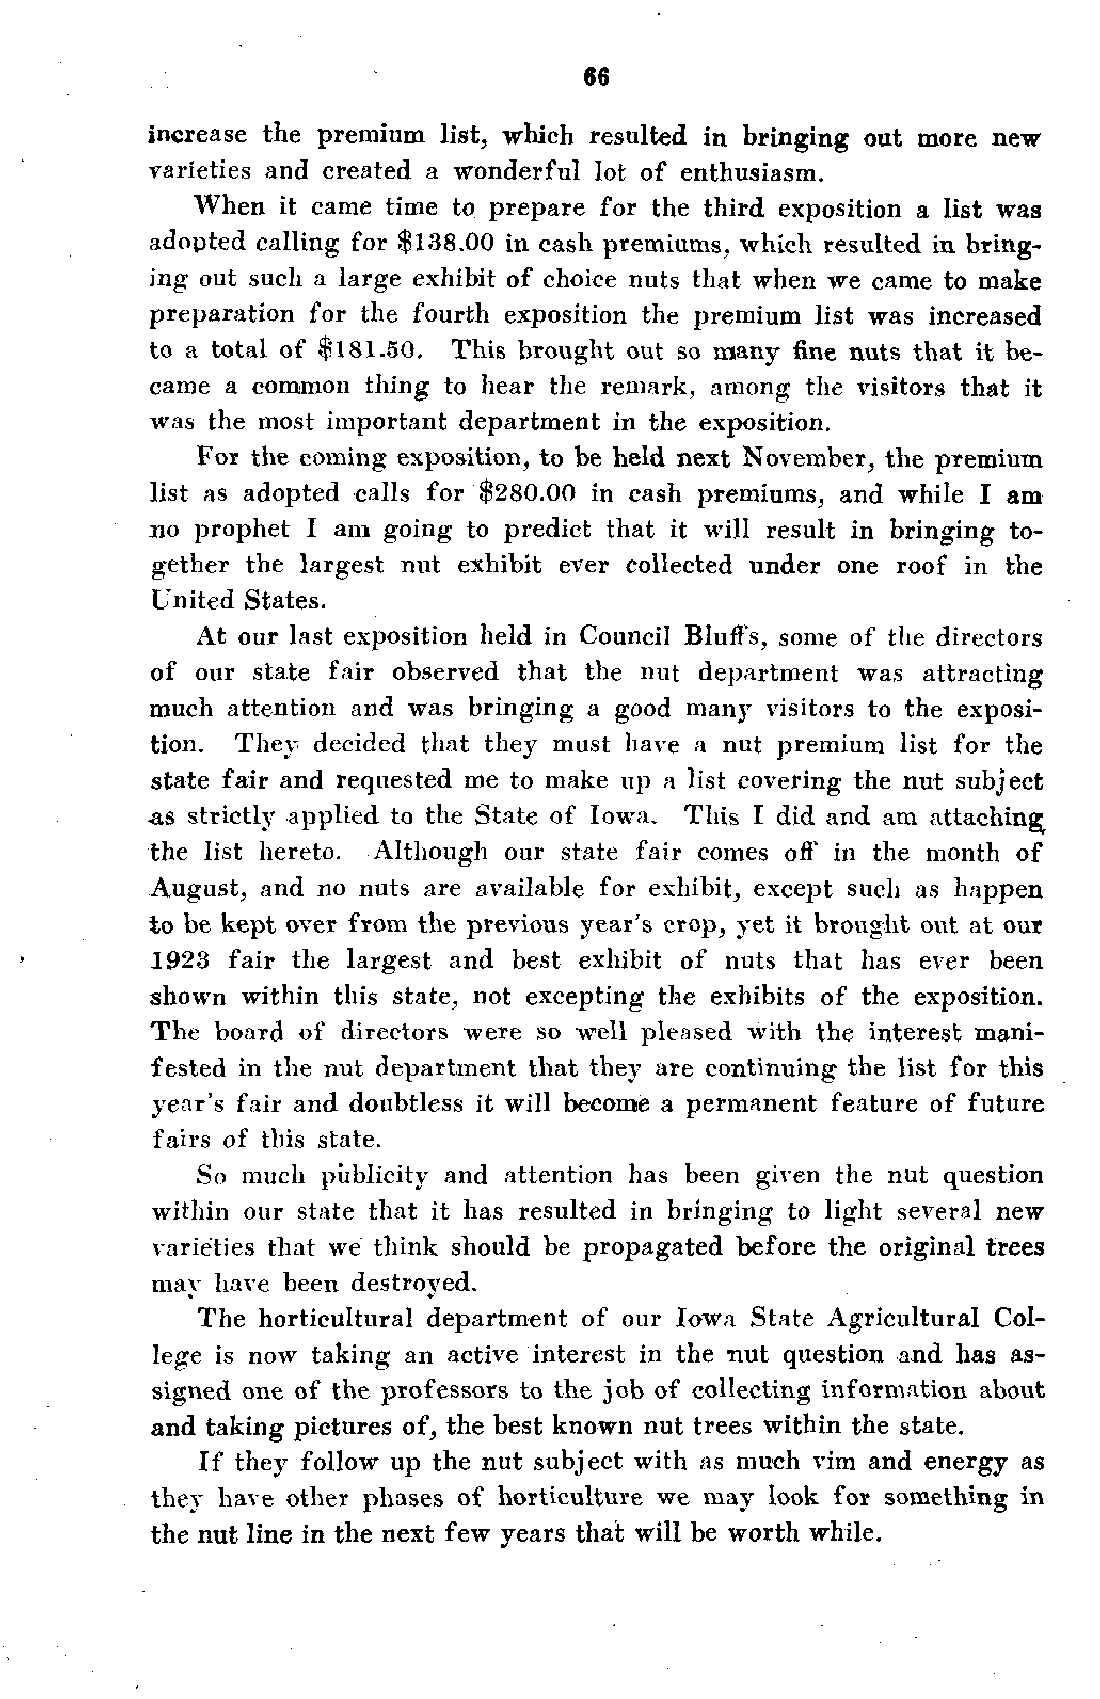 66
increase the premium list, which resulted in bringing out more new
varieties and created a wonderful lot of enthusiasm.
When it came time to prepare for the third exposition a list was
adopted calling for $138.00 in cash premiums, which resulted in bring-
ing out such a large exhibit of choice nuts that when we came to make
preparation for the fourth exposition the premium list was increased
to a total of $181.50. This brought out so many fine nuts that it be-
came a common thing to hear the remark, among the visitors that it
was the most important department in the exposition.
For the coming exposition, to be held next November, the premium
list as adopted calls for $280.00 in cash premiums, and while I am
no prophet I am going to predict that it will result in bringing to-
gether the largest nut exhibit ever collected under one roof in the
United States.
At our last exposition held in Council Bluffs, some of the directors
of our state fair observed that the nut department was attracting
much attention and was bringing a good many visitors to the exposi-
tion. They decided that they must have a nut premium list for the
state fair and requested me to make up a list covering the nut subject
as strictly applied to the State of Iowa. This I did and am attaching
the list hereto. Although our state fair comes off in the month of
August, and no nuts are available for exhibit, except such as happen
to be kept over from the previous year's crop, yet it brought out at our
1923 fair the largest and best exhibit of nuts that has ever been
shown within this state, not excepting the exhibits of the exposition.
The board of directors were so well pleased with the interest mani-
fested in the nut department that they are continuing the list for this
year's fair and doubtless it will become a permanent feature of future
fairs of this state.
So much publicity and attention has been given the nut question
within our state that it has resulted in bringing to light several new
varieties that we think should be propagated before the original trees
may have been destroyed.
The horticultural department of our Iowa State Agricultural Col-
lege is now taking an active interest in the nut question and has as-
signed one of the professors to the job of collecting information about
and taking pictures of, the best known nut trees within the state.
If they follow up the nut subject with as much vim and energy as
they have other phases of horticulture we may look for something in
the nut line in the next few years that will be worth while.